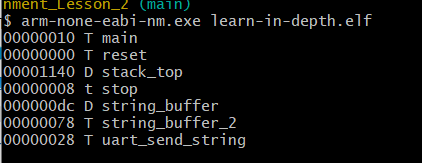 nment_Lesson_2 (main)
$ arm-none-eabi-nm.exe learn-in-depth.elf
00000010 T main
00000000 T reset
00001140 D stack_top
00000008 t stop
000000dc D string_buffer
00000078 T string_buffer_2
00000028 T uart_send_string